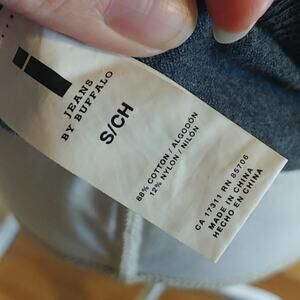 i
JEANS
BY BUFFALO
S/CH
88% COTTON / ALGODÓN
12% NYLON / NILON
CA 17311 RN 85706
MADE IN CHINA
HECHO EN CHINA